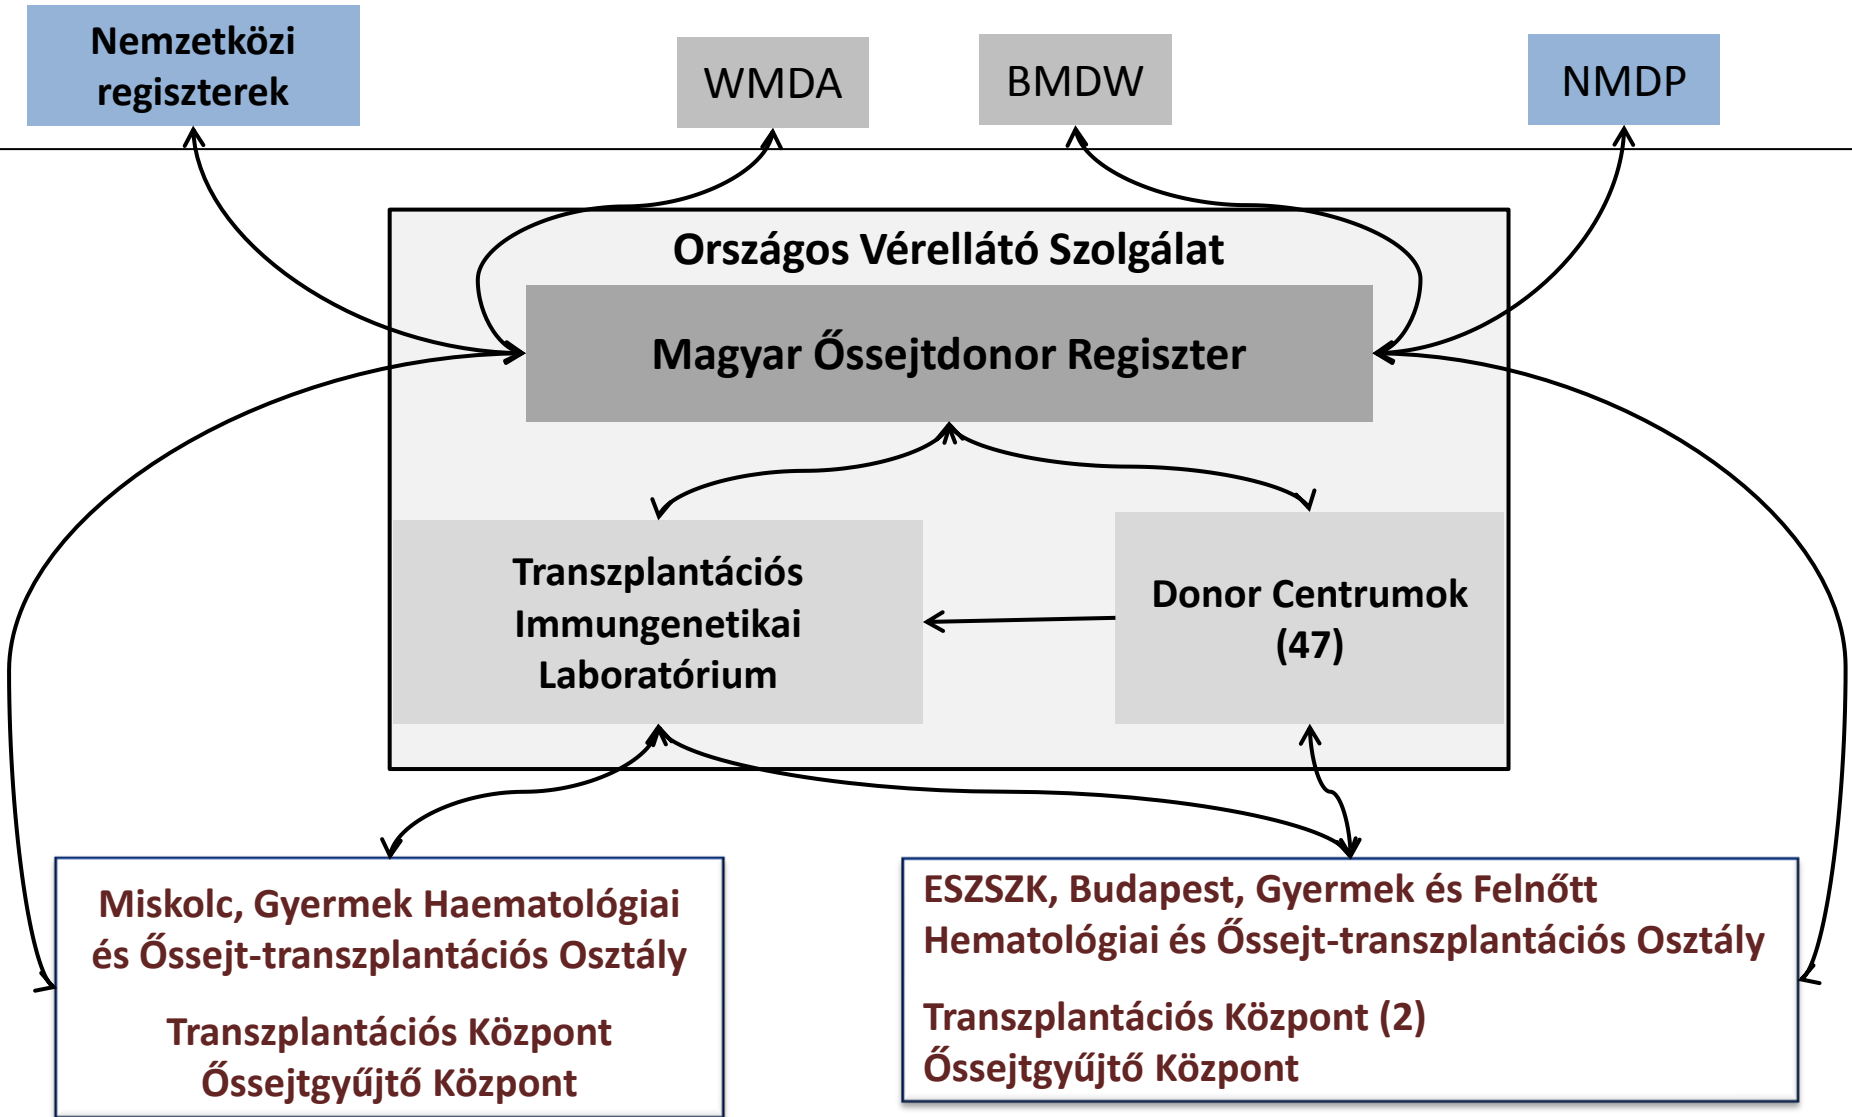 Nemzetközi
regiszterek
WMDA
BMDW
NMDP
Országos Vérellátó Szolgálat
Magyar Őssejtdonor Regiszter
Transzplantációs
Immungenetikai
Laboratórium
Donor Centrumok
(47)
Miskolc, Gyermek Haematológiai
és Őssejt-transzplantációs Osztály
Transzplantációs Központ
Őssejtgyűjtő Központ
ESZSZK, Budapest, Gyermek és Felnőtt
Hematológiai és Őssejt-transzplantációs Osztály
Transzplantációs Központ (2)
Őssejtgyűjtő Központ